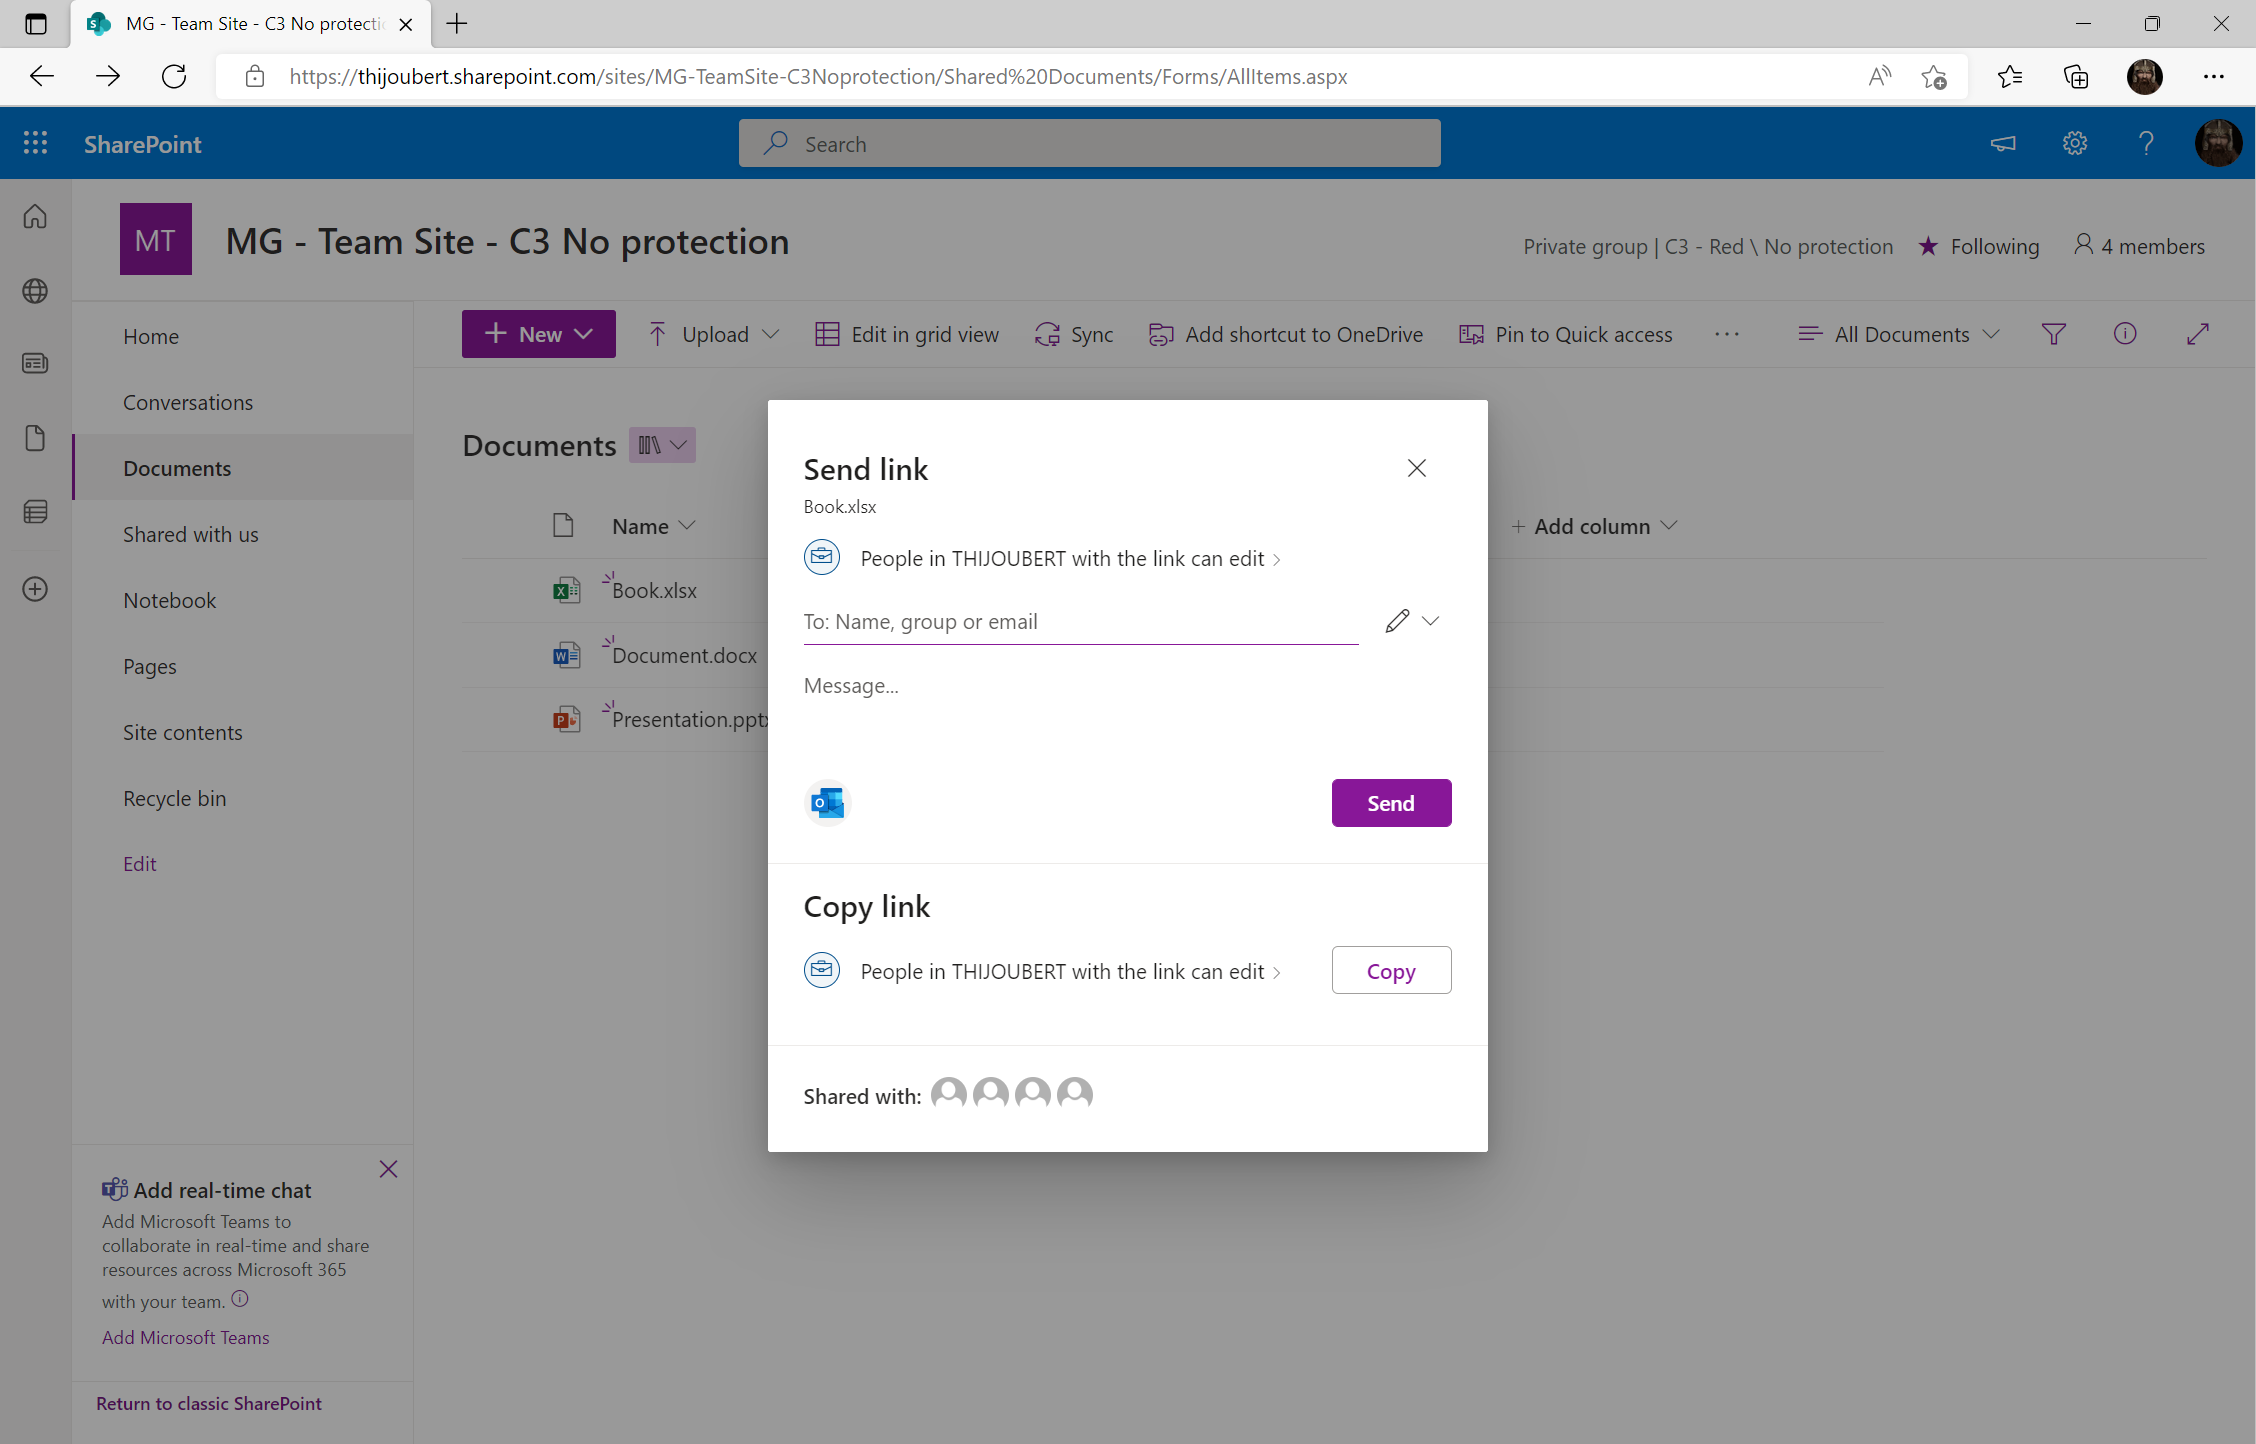 MG - Team Site - C3 No protectic
https://thijoubert.sharepoint.com/sites/MG-TeamSite-C3Noprotection/Shared%20Documents/Forms/AllItems.aspx
SharePoint
Search
MT
MG - Team Site - C3 No protection
Private group | C3 - Red \ No protection
Following
4 members
Home
Conversations
Documents
Shared with us
Notebook
Pages
Site contents
Recycle bin
Edit
New
Upload
Edit in grid view
Sync
Add shortcut to OneDrive
Pin to Quick access
All Documents
Documents
Name
Add column
Book.xlsx
Document.docx
Presentation.pptx
Send link
Book.xlsx
People in THIJOUBERT with the link can edit
To: Name, group or email
Message...
Send
Copy link
People in THIJOUBERT with the link can edit
Copy
Shared with:
Add real-time chat
Add Microsoft Teams to
collaborate in real-time and share
resources across Microsoft 365
with your team.
Add Microsoft Teams
Return to classic SharePoint